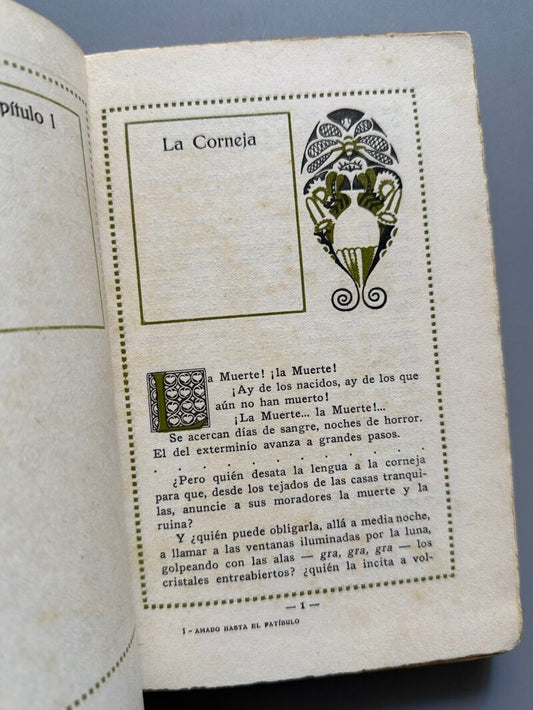 pítulo I
La Corneja
La Muerte! ¡la Muerte!
¡Ay de los nacidos, ay de los que
aún no han muerto!
¡La Muerte... la Muerte!...
Se acercan días de sangre, noches de horror.
El del exterminio avanza a grandes pasos.
. . . . . . . . . . . . . .
¿Pero quién desata la lengua a la corneja
para que, desde los tejados de las casas tranqui-
las, anuncie a sus moradores la muerte y la
ruina?
Y ¿quién puede obligarla, allá a media noche,
a llamar a las ventanas iluminadas por la luna,
golpeando con las alas — gra, gra, gra — los
cristales entreabiertos? ¿quién la incita a vol-
— 1 —
1 - AMADO HASTA EL PATÍBULO